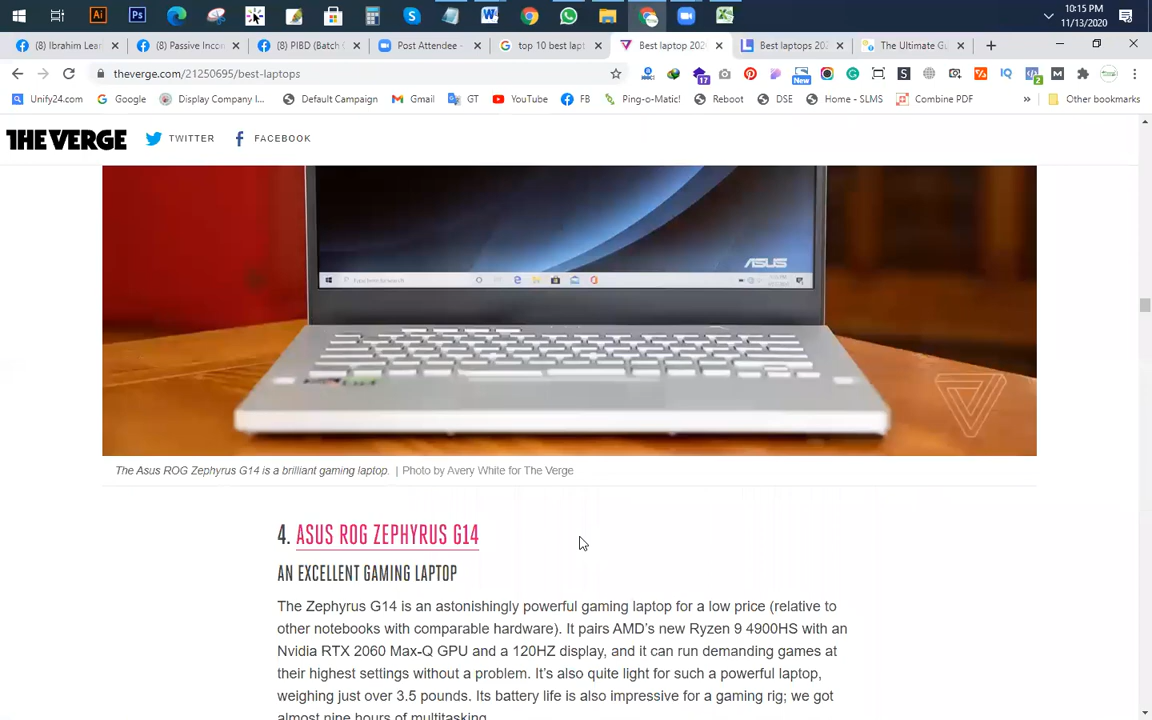 Ai
Ps
S
W
X
10:15 PM
11/13/2020
(8) Ibrahim Lear
(8) Passive Incor
(8) PIBD (Batch
Post Attendee -
top 10 best lapt
Best laptop 202
Best laptops 202
The Ultimate Gu
theverge.com/21250695/best-laptops
17
New
S
IQ
2
M
Unify24.com
Google
Display Company I...
Default Campaign
Gmail
GT
YouTube
FB
Ping-o-Matic!
Reboot
DSE
Home - SLMS
Combine PDF
»
Other bookmarks
THE VERGE
TWITTER
FACEBOOK
ASUS
The Asus ROG Zephyrus G14 is a brilliant gaming laptop. | Photo by Avery White for The Verge
4. ASUS ROG ZEPHYRUS G14
AN EXCELLENT GAMING LAPTOP
The Zephyrus G14 is an astonishingly powerful gaming laptop for a low price (relative to
other notebooks with comparable hardware). It pairs AMD's new Ryzen 9 4900HS with an
Nvidia RTX 2060 Max-Q GPU and a 120HZ display, and it can run demanding games at
their highest settings without a problem. It's also quite light for such a powerful laptop,
weighing just over 3.5 pounds. Its battery life is also impressive for a gaming rig; we got
almost nine hours of multitasking.